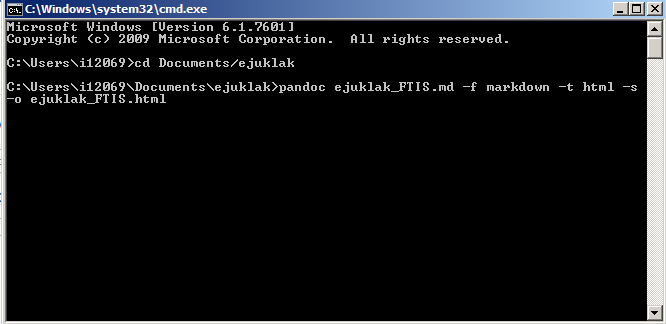 C:\Windows\system32\cmd.exe
Microsoft Windows [Version 6.1.7601]
Copyright (c) 2009 Microsoft Corporation.  All rights reserved.
C:\Users\i12069>cd Documents/ejuklak
C:\Users\i12069\Documents\ejuklak>pandoc ejuklak_FTIS.md -f markdown -t html -s
-o ejuklak_FTIS.html